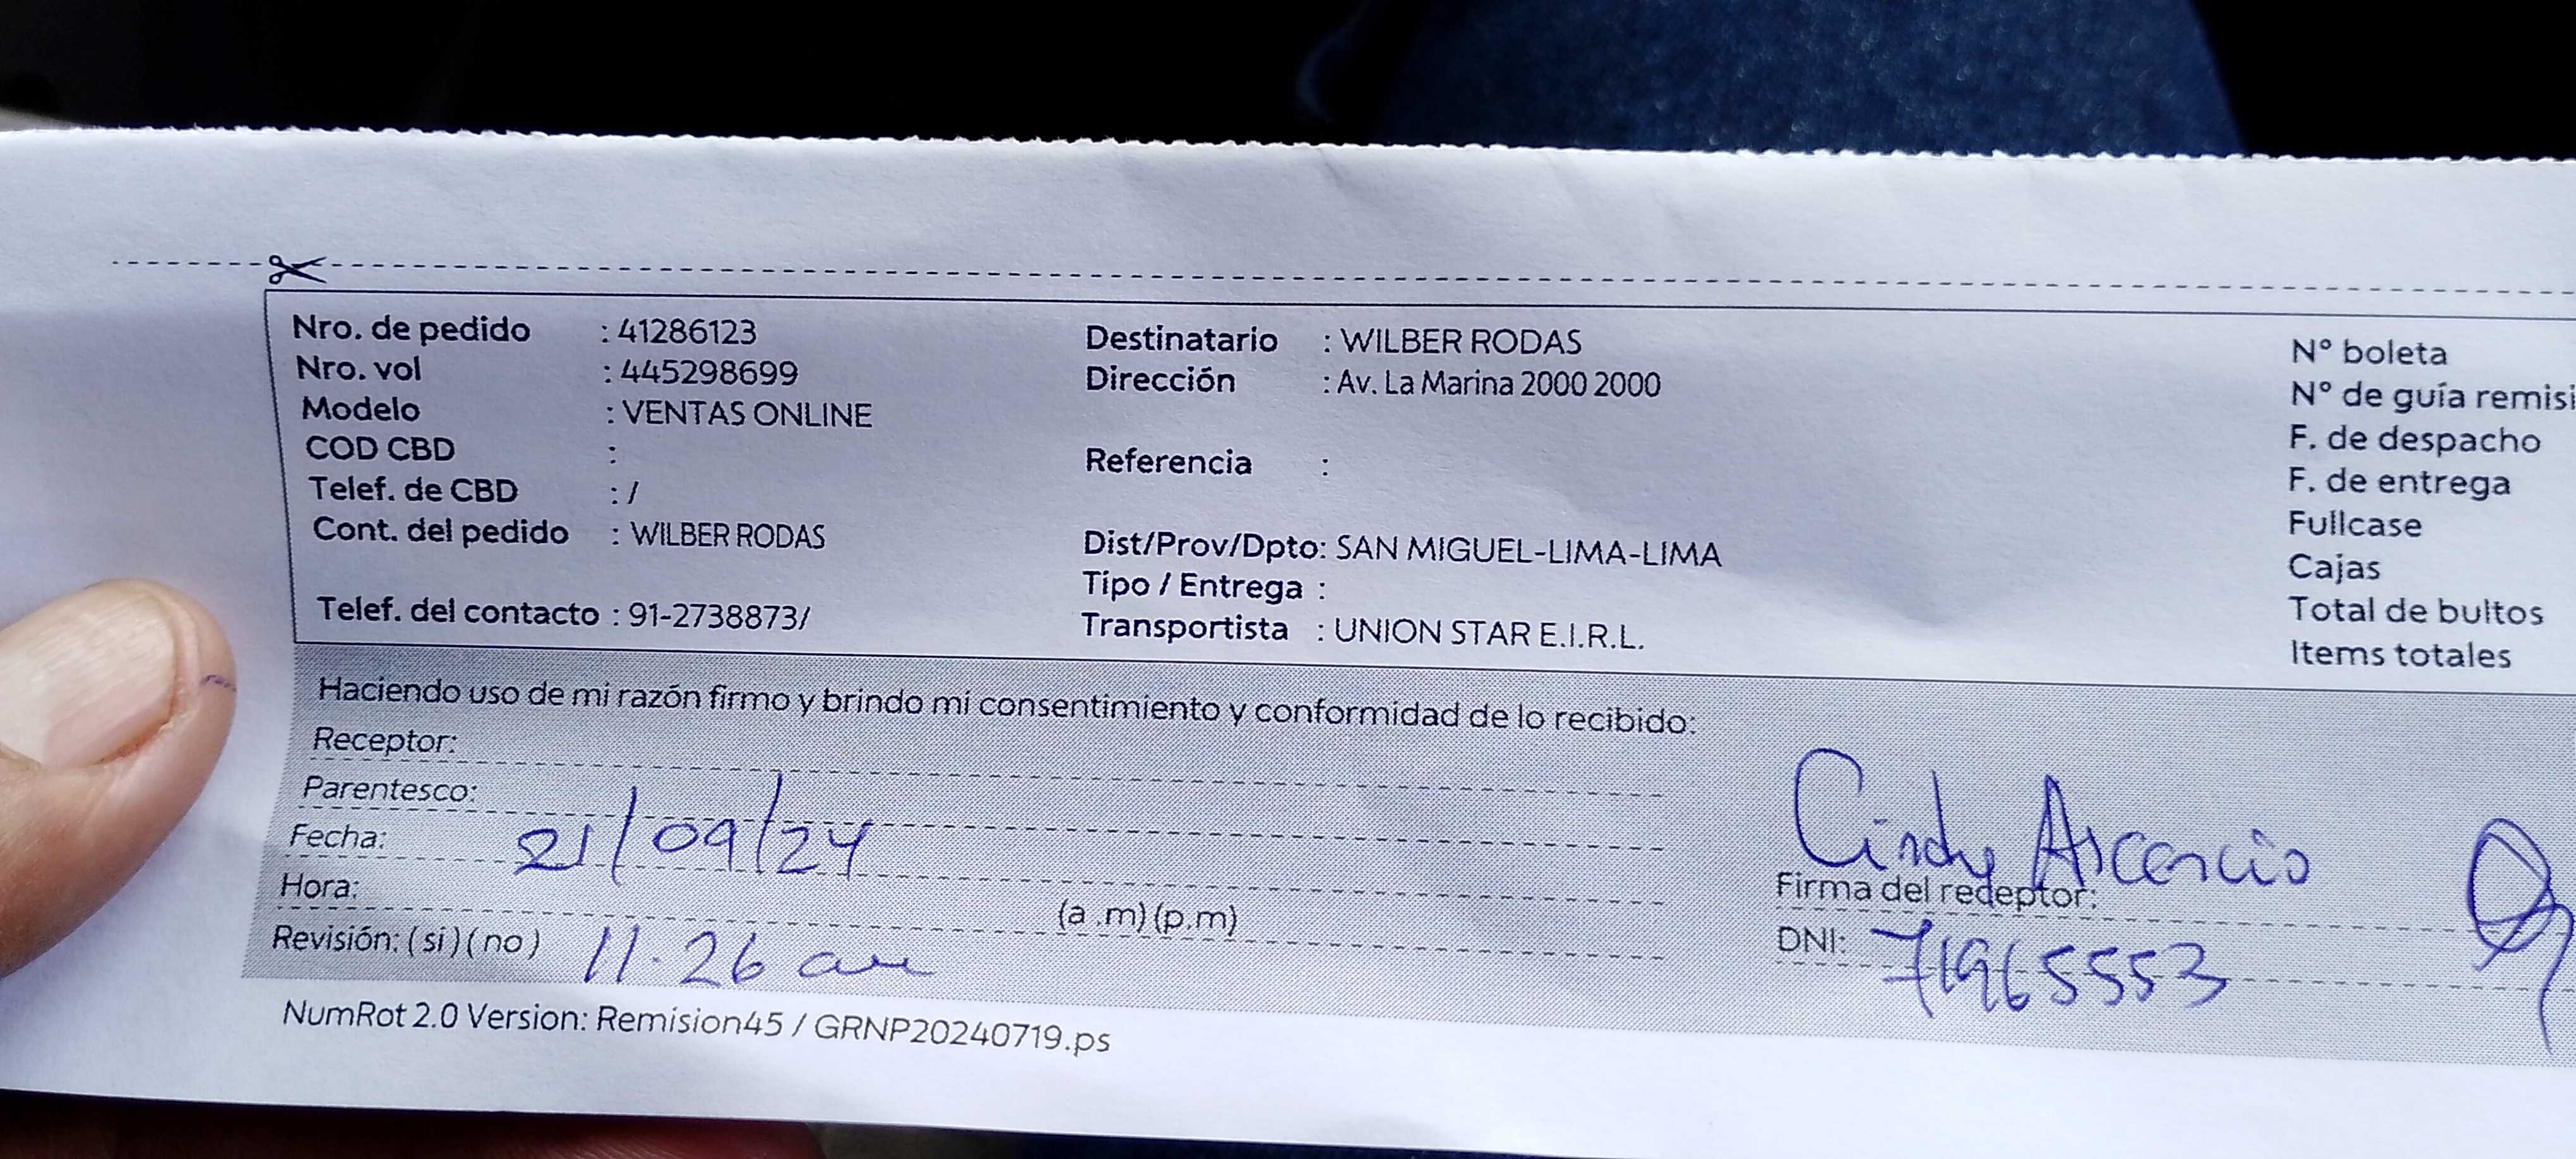 Nro. de pedido : 41286123
Nro. vol : 445298699
Modelo : VENTAS ONLINE
COD CBD :
Telef. de CBD : /
Cont. del pedido : WILBER RODAS
Telef. del contacto : 91-2738873/
Destinatario : WILBER RODAS
Dirección : Av. La Marina 2000 2000
Referencia :
Dist/Prov/Dpto: SAN MIGUEL-LIMA-LIMA
Tipo / Entrega :
Transportista : UNION STAR E.I.R.L.
N° boleta
N° de guía remisi
F. de despacho
F. de entrega
Fullcase
Cajas
Total de bultos
Items totales
Haciendo uso de mi razón firmo y brindo mi consentimiento y conformidad de lo recibido:
Receptor:
Parentesco:
Fecha: 21/09/24
Hora: (a .m) (p.m)
Revisión: ( si ) ( no ) 11.26 am
Cindy Ascencio
Firma del redeptor:
DNI: 71965553
NumRot 2.0 Version: Remision45 / GRNP20240719.ps